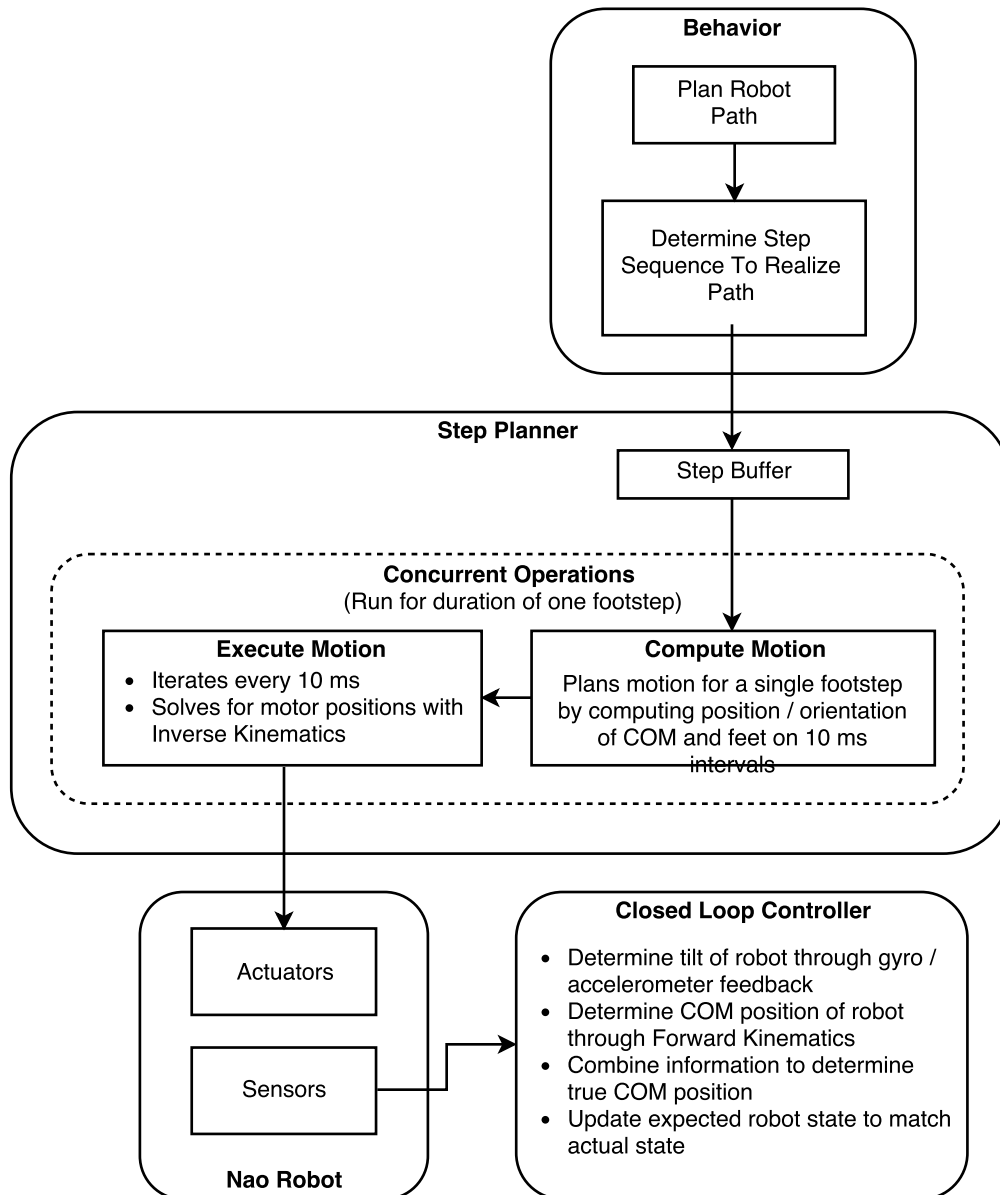 Behavior
Plan Robot
Path
Determine Step
Sequence To Realize
Path
Step Planner
Step Buffer
Concurrent Operations
(Run for duration of one footstep)
Execute Motion
• Iterates every 10 ms
• Solves for motor positions with
Inverse Kinematics
Compute Motion
Plans motion for a single footstep
by computing position / orientation
of COM and feet on 10 ms
intervals
Actuators
Sensors
Nao Robot
Closed Loop Controller
• Determine tilt of robot through gyro /
accelerometer feedback
• Determine COM position of robot
through Forward Kinematics
• Combine information to determine
true COM position
• Update expected robot state to match
actual state